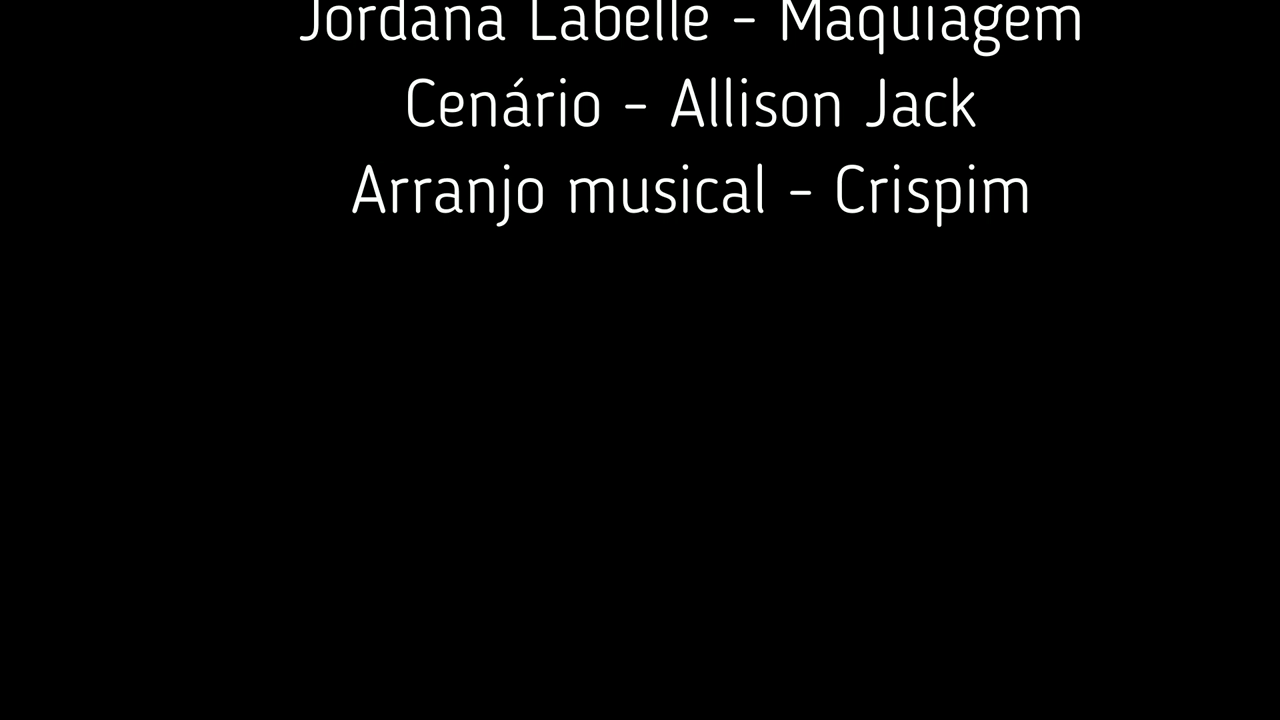 Jordana Labelle - Maquiagem
Cenário - Allison Jack
Arranjo musical - Crispim